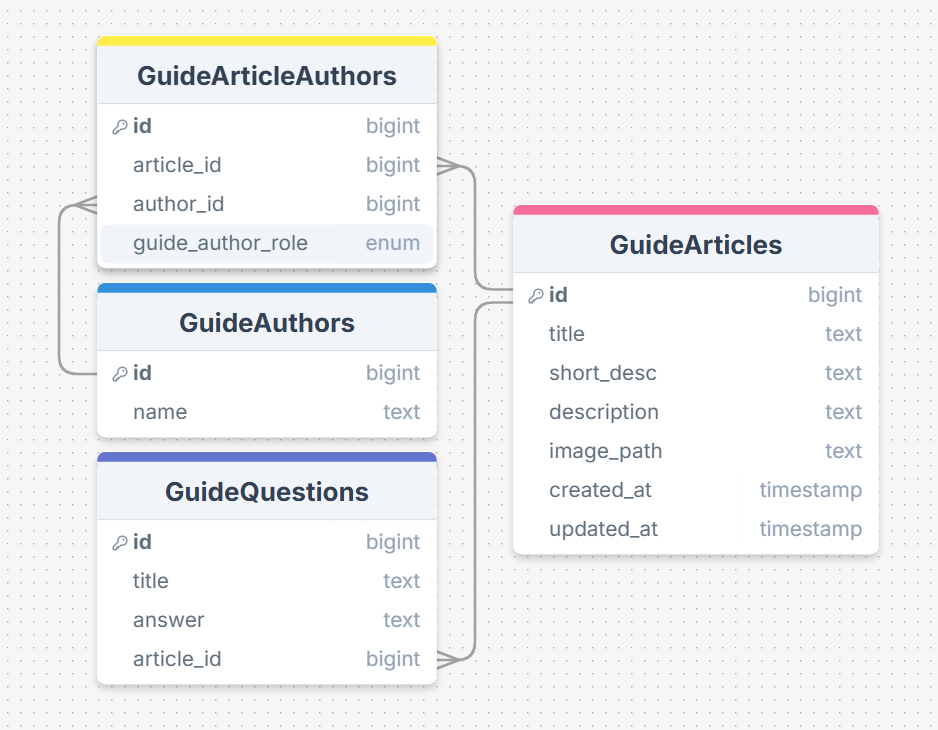 GuideArticleAuthors
id bigint
article_id bigint
author_id bigint
guide_author_role enum
GuideAuthors
id bigint
name text
GuideQuestions
id bigint
title text
answer text
article_id bigint
GuideArticles
id bigint
title text
short_desc text
description text
image_path text
created_at timestamp
updated_at timestamp